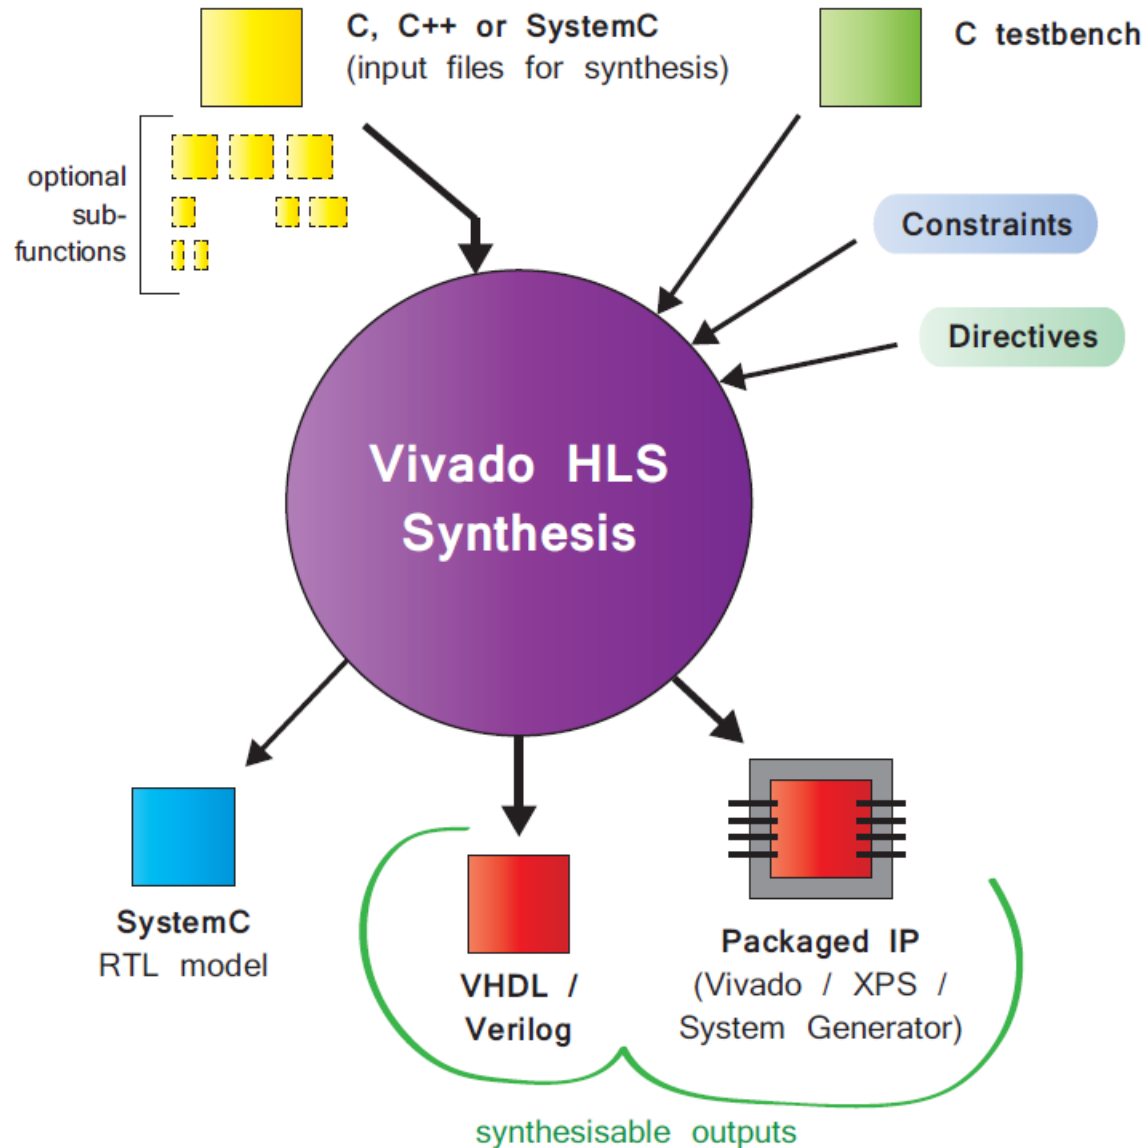 C, C++ or SystemC
(input files for synthesis)
C testbench
optional
sub-
functions
Constraints
Directives
Vivado HLS
Synthesis
SystemC
RTL model
VHDL /
Verilog
Packaged IP
(Vivado / XPS /
System Generator)
synthesisable outputs